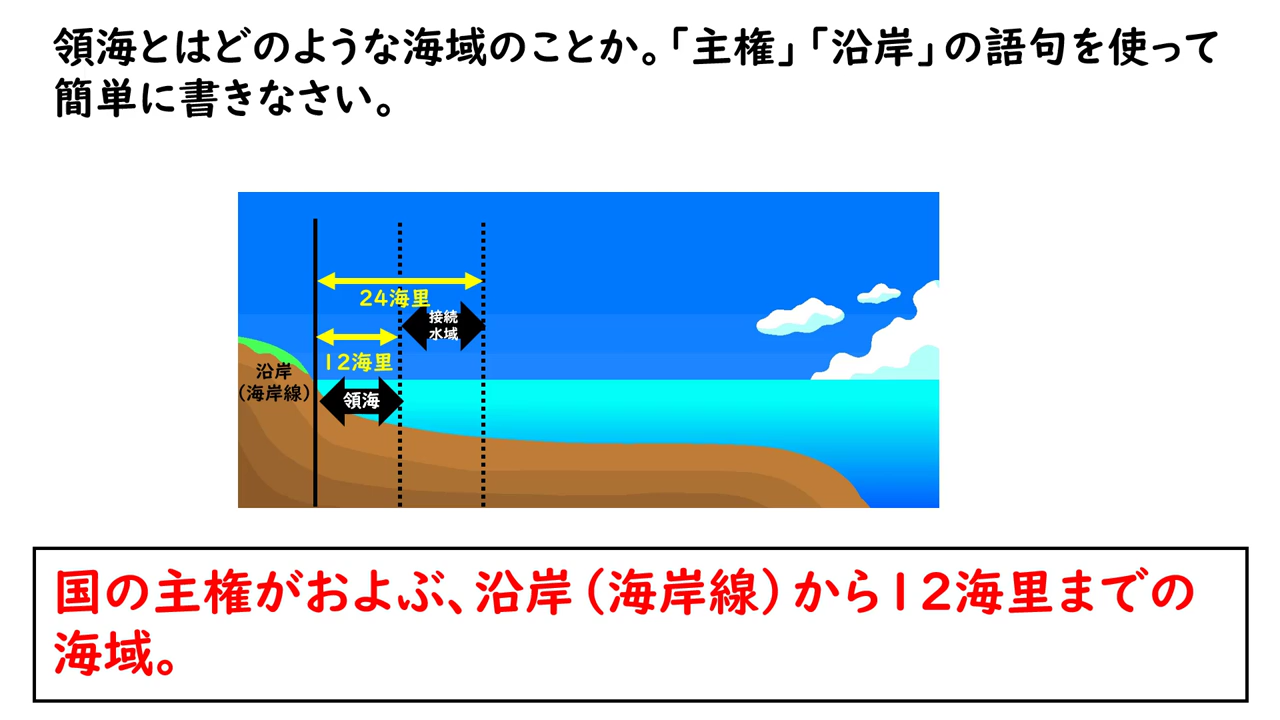 領海とはどのような海域のことか。「主権」「沿岸」の語句を使って
簡単に書きなさい。
24海里
接続
水域
12海里
沿岸
(海岸線)
領海
国の主権がおよぶ、沿岸(海岸線)から12海里までの
海域。